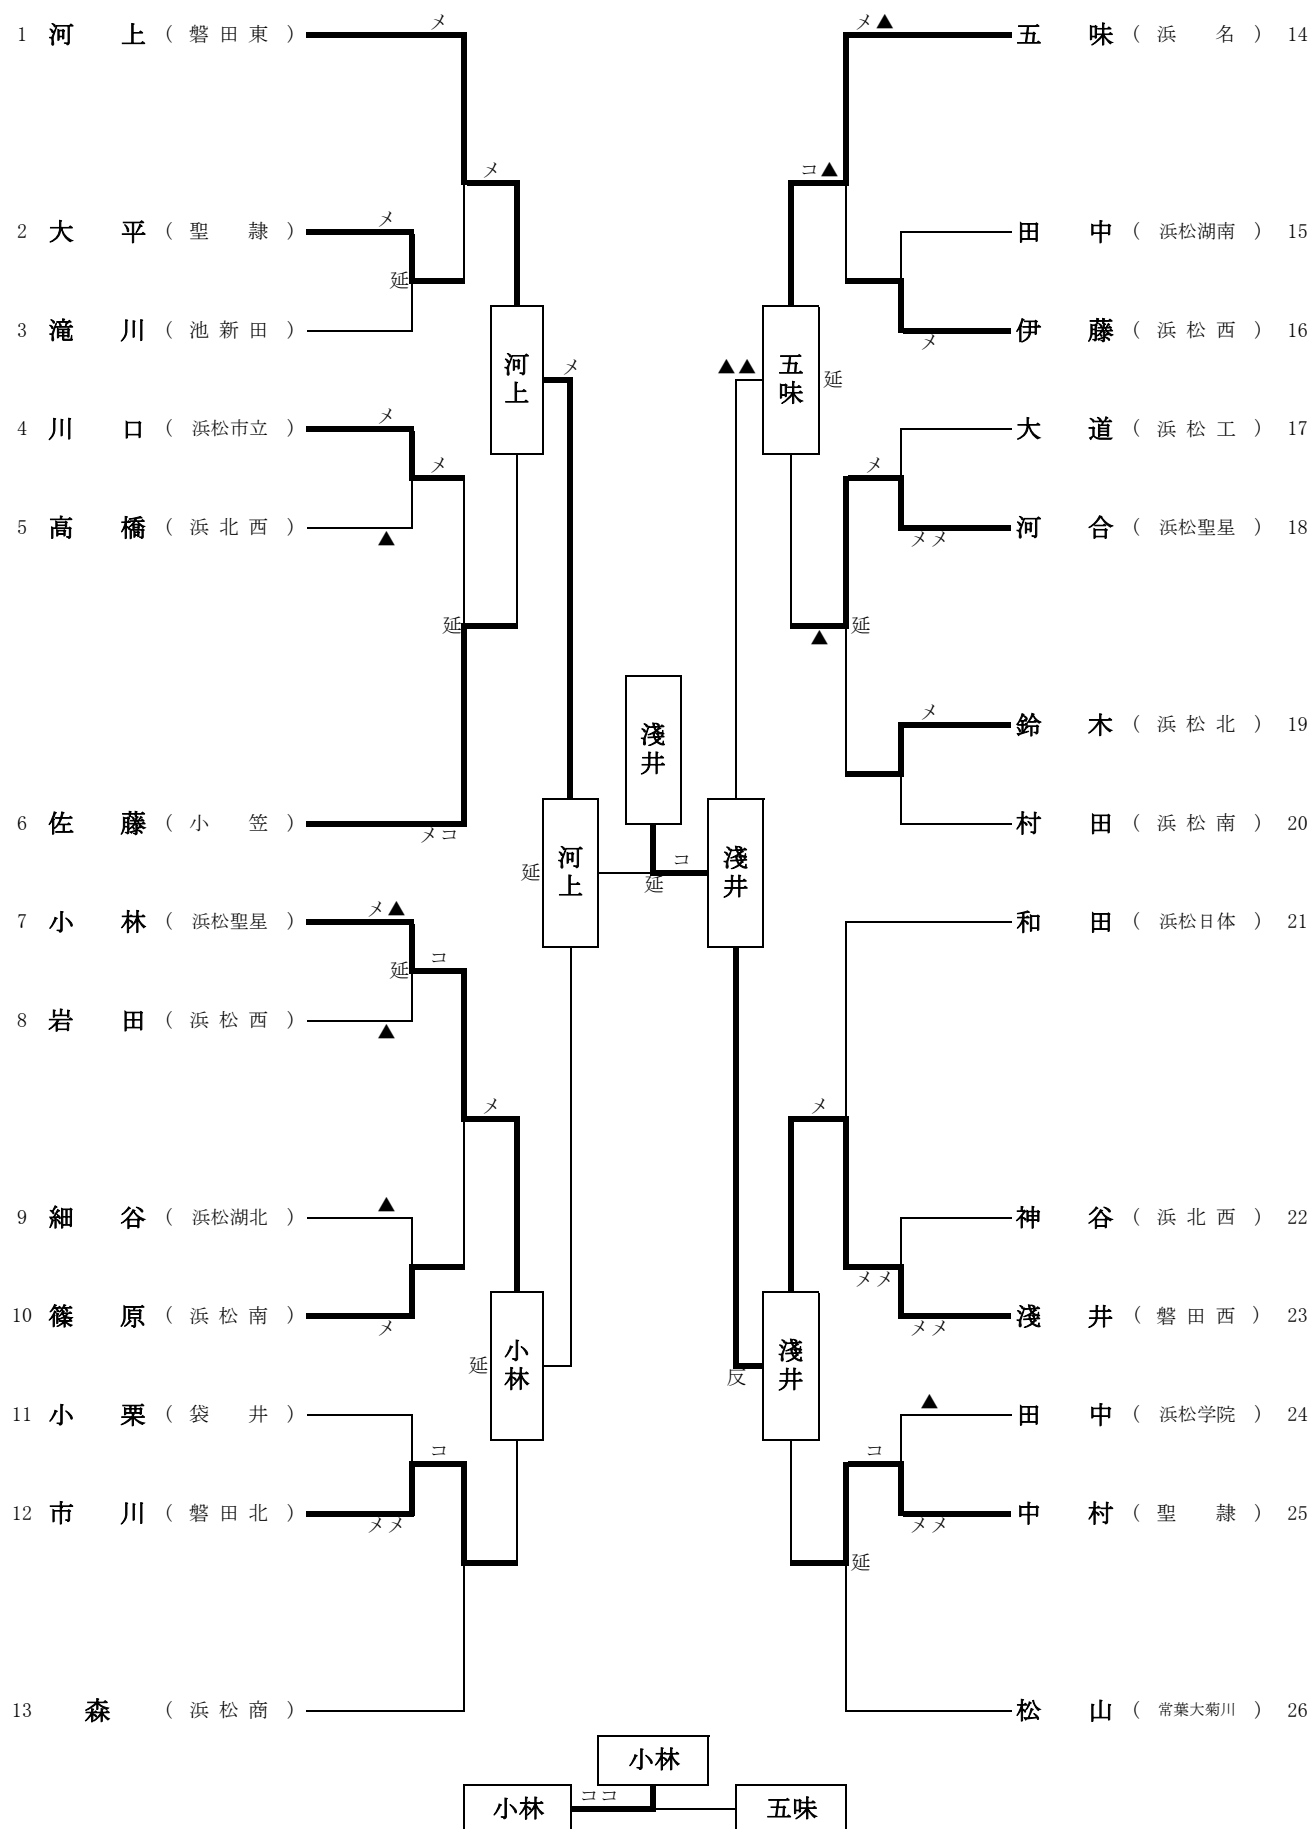 1 河 上 ( 磐 田 東 )
メ
2 大 平 ( 聖 隷 )
メ
延
3 滝 川 ( 池 新 田 )
メ
4 川 口 ( 浜松市立 )
メ
5 高 橋 ( 浜 北 西 )
▲
メ
延
6 佐 藤 ( 小 笠 )
メコ
河上
メ
7 小 林 ( 浜松聖星 )
メ▲
延
8 岩 田 ( 浜 松 西 )
▲
コ
9 細 谷 ( 浜松湖北 )
▲
10 篠 原 ( 浜 松 南 )
メ
メ
11 小 栗 ( 袋 井 )
12 市 川 ( 磐 田 北 )
メメ
コ
13 森 ( 浜 松 商 )
延
小林
延
河上
浅井
コ
延
浅井
五 味 ( 浜 名 ) 14
メ▲
田 中 ( 浜松湖南 ) 15
伊 藤 ( 浜 松 西 ) 16
メ
コ▲
五味
延
▲▲
大 道 ( 浜 松 工 ) 17
河 合 ( 浜松聖星 ) 18
メメ
メ
延
▲
鈴 木 ( 浜 松 北 ) 19
メ
村 田 ( 浜 松 南 ) 20
和 田 ( 浜松日体 ) 21
メ
神 谷 ( 浜 北 西 ) 22
メメ
淺 井 ( 磐 田 西 ) 23
メメ
淺井
反
田 中 ( 浜松学院 ) 24
▲
中 村 ( 聖 隷 ) 25
メメ
コ
延
松 山 ( 常葉大菊川 ) 26
小林
小林
ココ
五味